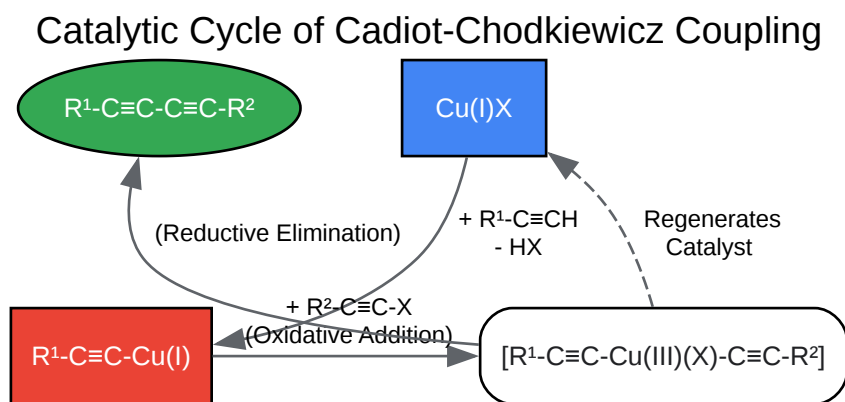 Catalytic Cycle of Cadiot-Chodkiewicz Coupling
R¹-C≡C-C≡C-R²
Cu(I)X
(Reductive Elimination)
+ R¹-C≡CH
- HX
Regenerates
Catalyst
+ R²-C≡C-X
(Oxidative Addition)
R¹-C≡C-Cu(I)
[R¹-C≡C-Cu(III)(X)-C≡C-R²]